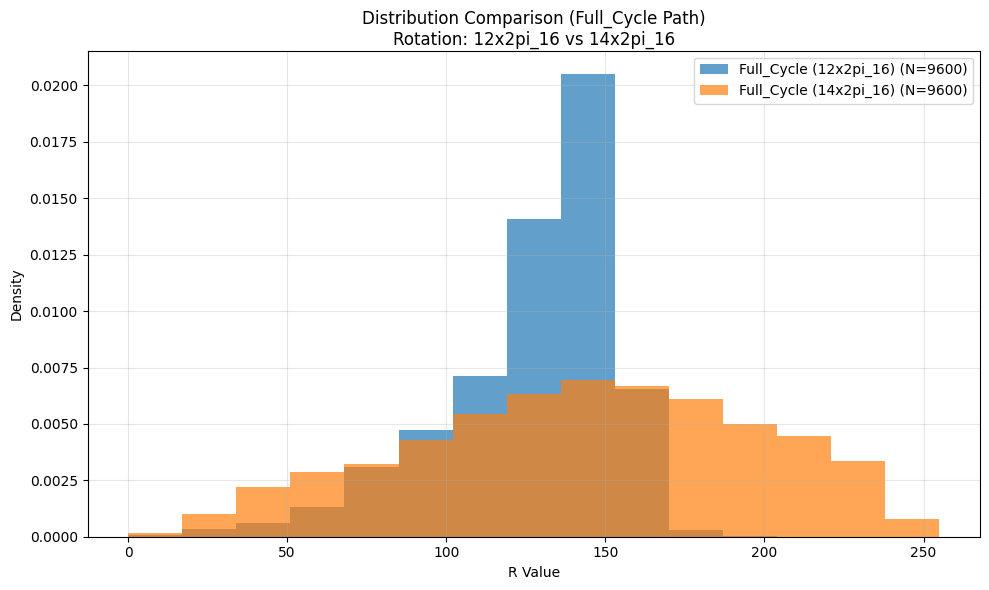 Distribution Comparison (Full_Cycle Path)
Rotation: 12x2pi_16 vs 14x2pi_16
Full_Cycle (12x2pi_16) (N=9600)
Full_Cycle (14x2pi_16) (N=9600)
Density
0.0200
0.0175
0.0150
0.0125
0.0100
0.0075
0.0050
0.0025
0.0000
0 50 100 150 200 250
R Value